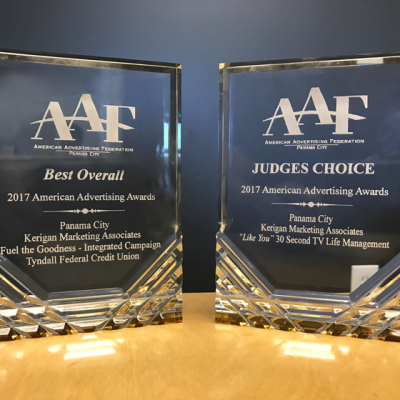 AAF
AMERICAN ADVERTISING FEDERATION
PANAMA CITY
Best Overall
2017 American Advertising Awards
Panama City
Kerigan Marketing Associates
Fuel the Goodness - Integrated Campaign
Tyndall Federal Credit Union
AAF
AMERICAN ADVERTISING FEDERATION
PANAMA CITY
JUDGES CHOICE
2017 American Advertising Awards
Panama City
Kerigan Marketing Associates
"Like You" 30 Second TV Life Management